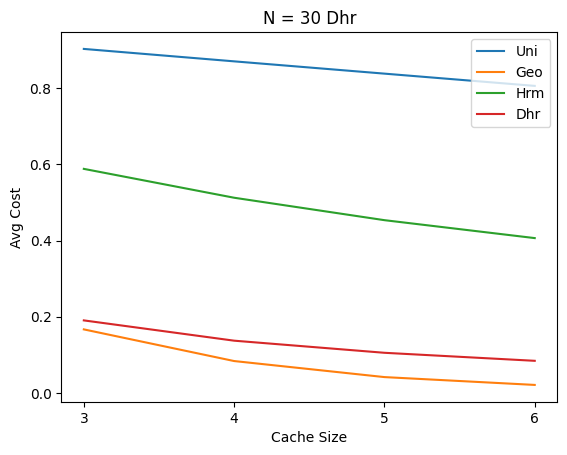 N = 30 Dhr
Uni
Geo
Hrm
Dhr
Avg Cost
0.8
0.6
0.4
0.2
0.0
3 4 5 6
Cache Size